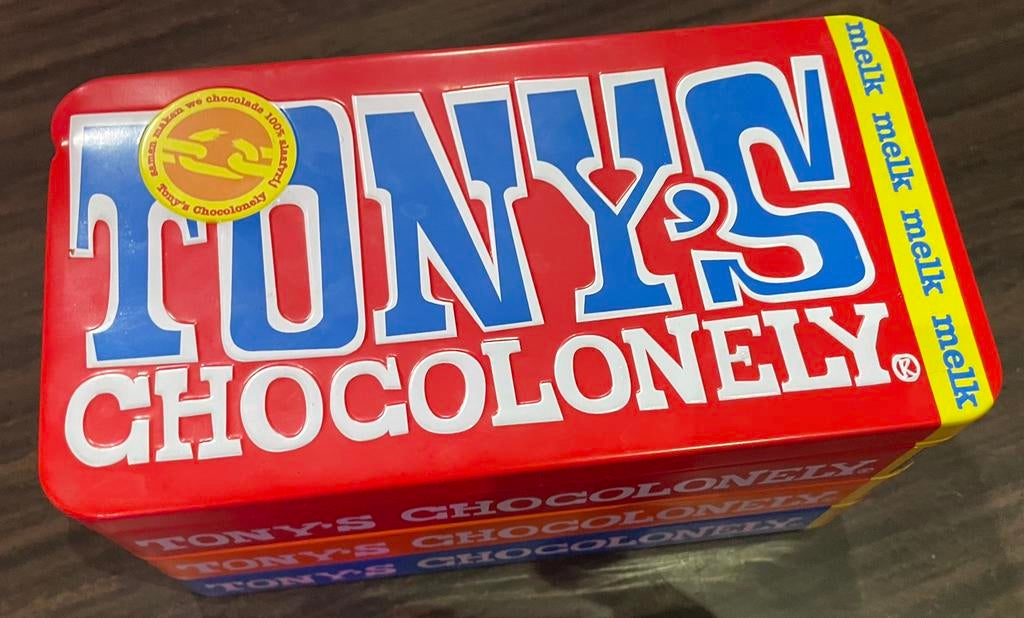 samen maken we chocolade 100% slaafvrij
Tony's Chocolonely
TONY'S
CHOCOLONELY®
melk melk melk melk
TONY'S CHOCOLONELY.
TONY'S CHOCOLONELY.
TONY'S CHOCOLONELY.